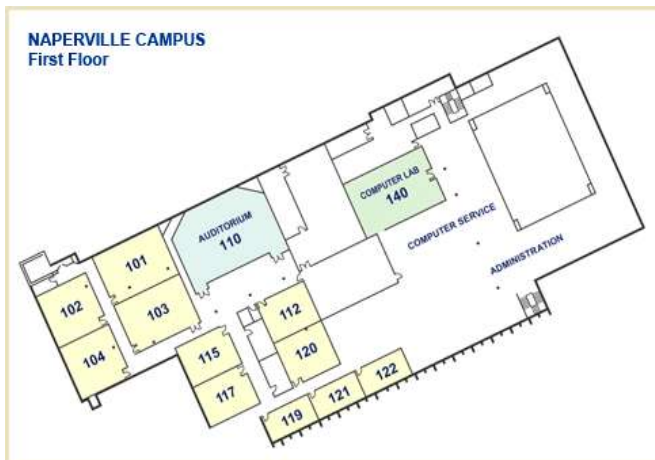 NAPERVILLE CAMPUS
First Floor
COMPUTER LAB
140
AUDITORIUM
110
COMPUTER SERVICE
ADMINISTRATION
101
102
103
104
112
115
120
117
122
121
119